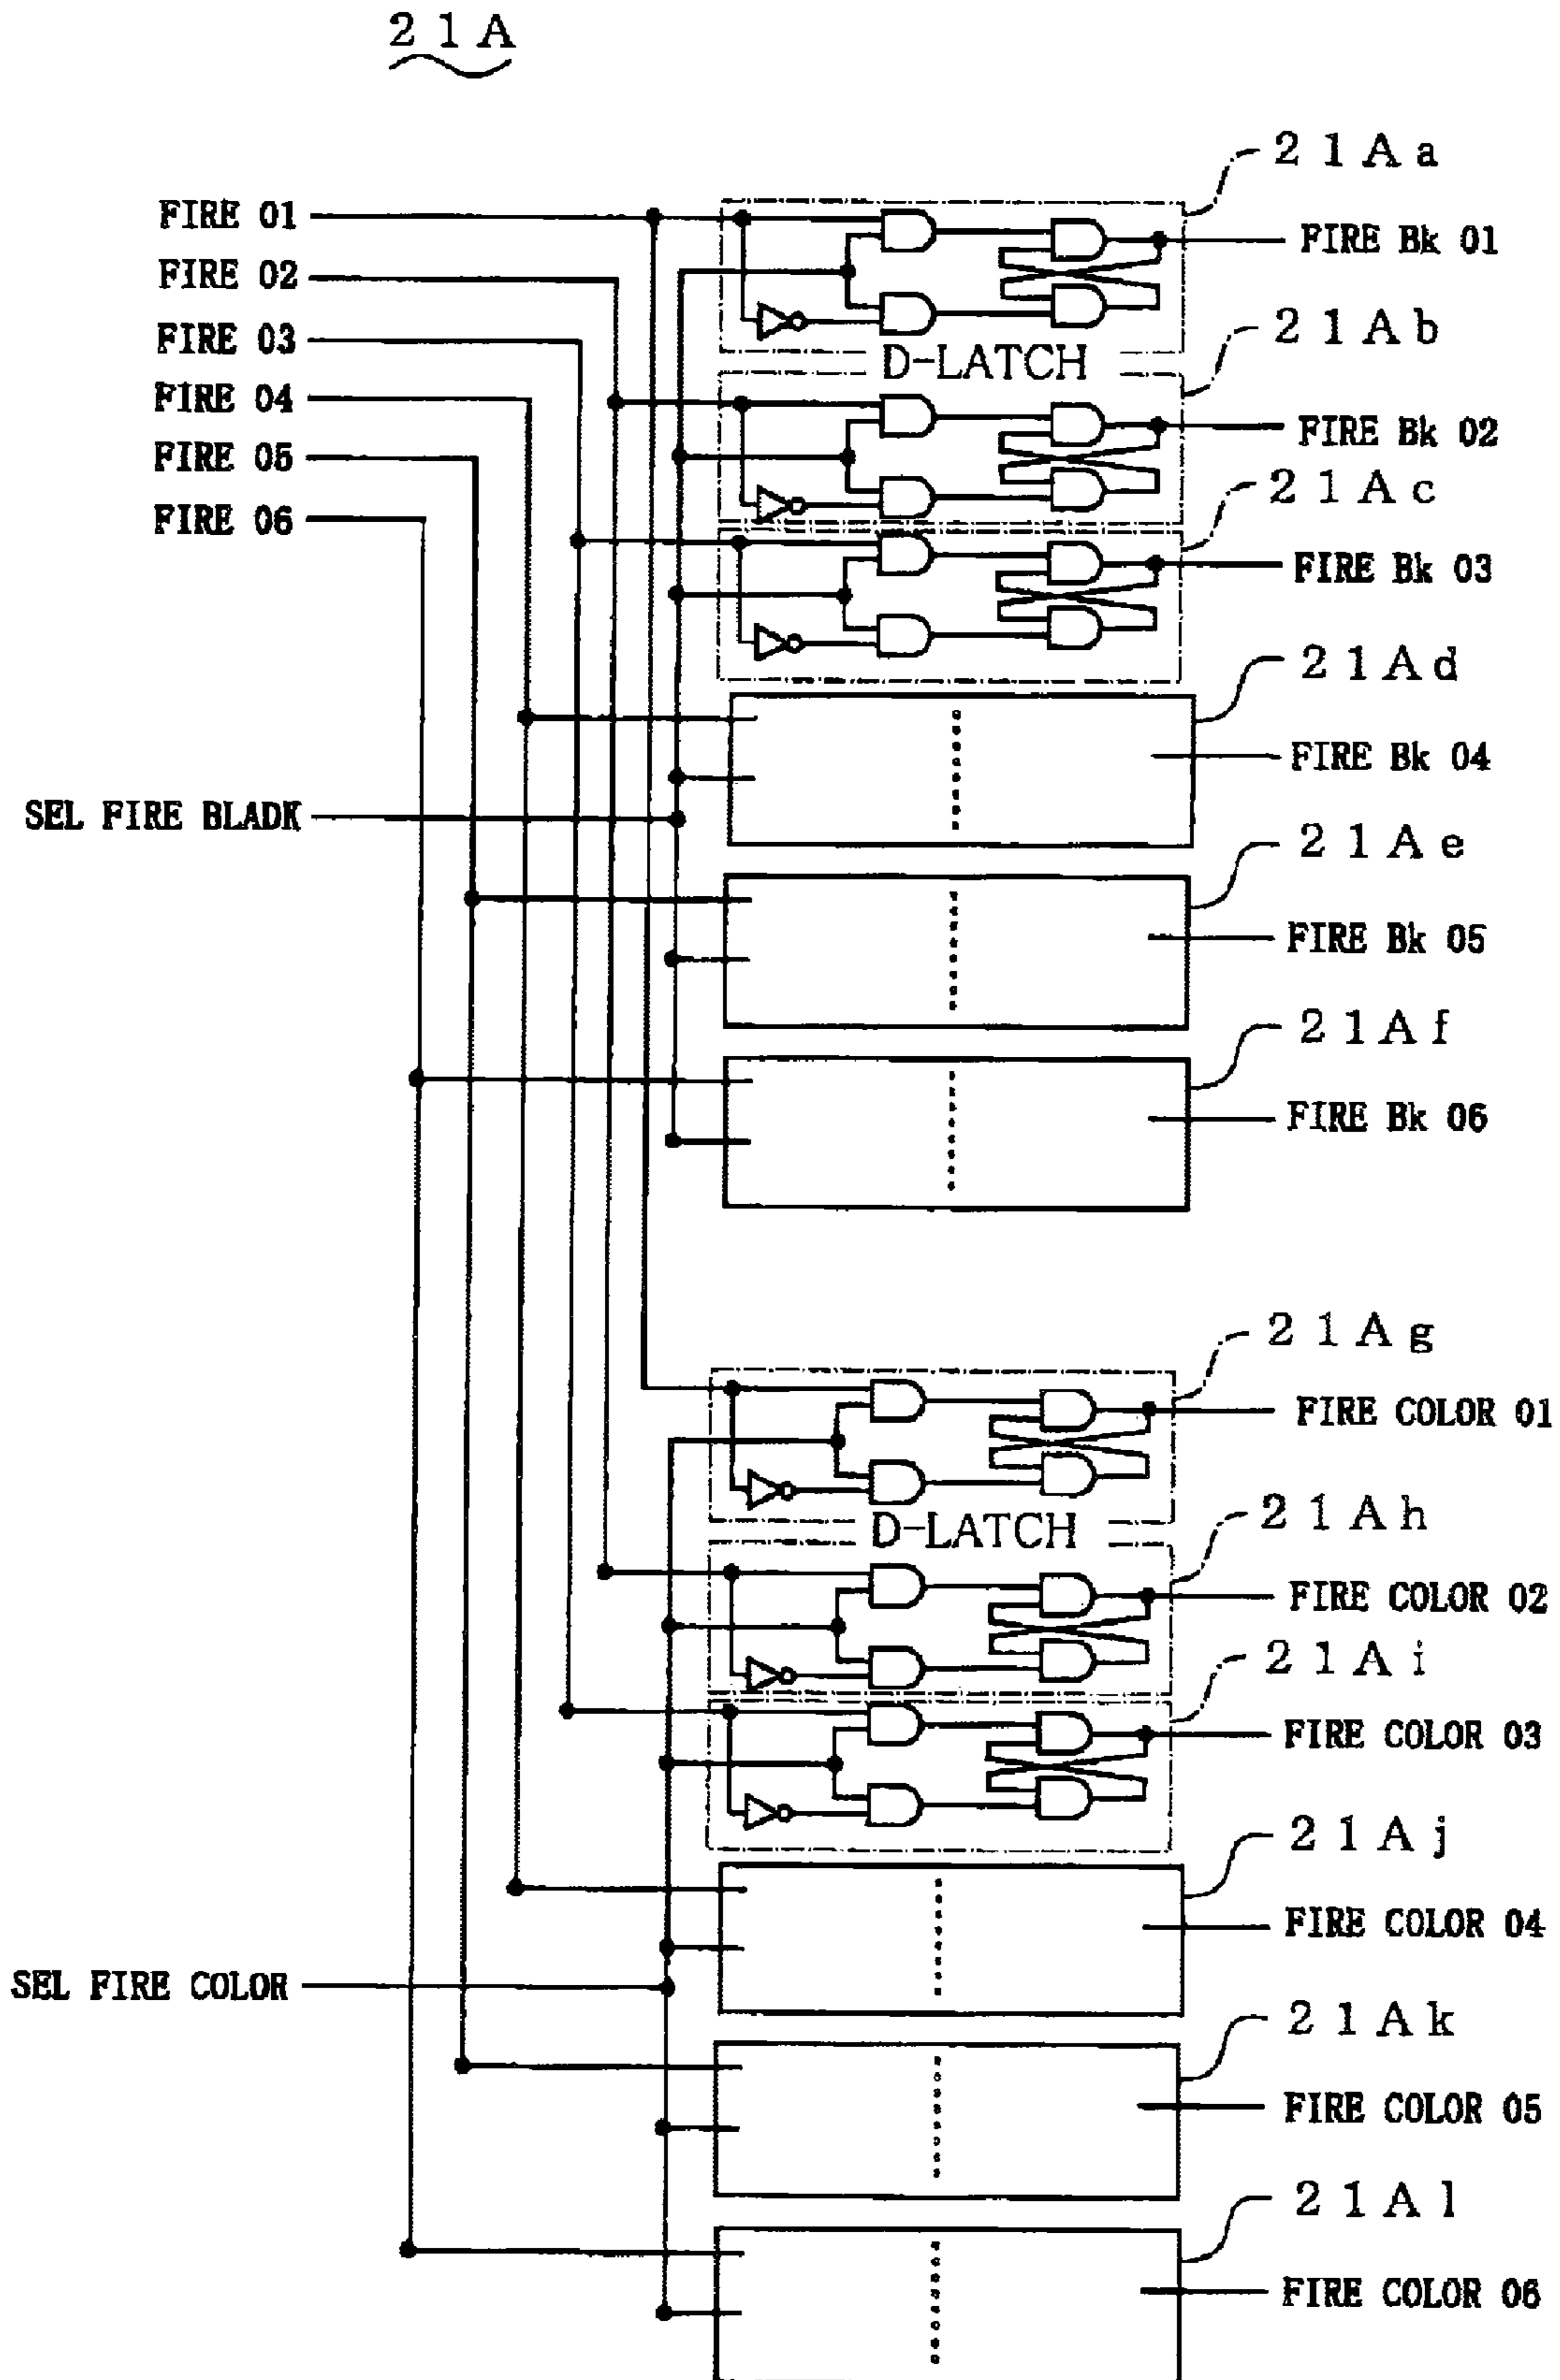 21A
21Aa
FIRE 01
FIRE Bk 01
FIRE 02
21Ab
FIRE 03
D-LATCH
FIRE 04
FIRE Bk 02
FIRE 05
21Ac
FIRE 06
FIRE Bk 03
21Ad
FIRE Bk 04
SEL FIRE BLADK
21Ae
FIRE Bk 05
21Af
FIRE Bk 06
21Ag
FIRE COLOR 01
21Ah
D-LATCH
FIRE COLOR 02
21Ai
FIRE COLOR 03
21Aj
FIRE COLOR 04
SEL FIRE COLOR
21Ak
FIRE COLOR 05
21Al
FIRE COLOR 06